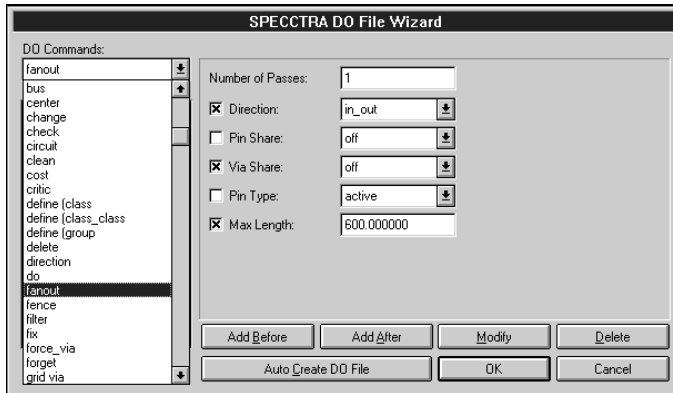 SPECCTRA DO File Wizard
DO Commands:
fanout
bus
center
change
check
circuit
clean
cost
critic
define (class
define (class_class
define (group
delete
direction
do
fanout
fence
filter
fix
force_via
forget
grid via
Number of Passes: 1
Direction: in_out
Pin Share: off
Via Share: off
Pin Type: active
Max Length: 600.000000
Add Before Add After Modify Delete
Auto Create DO File OK Cancel